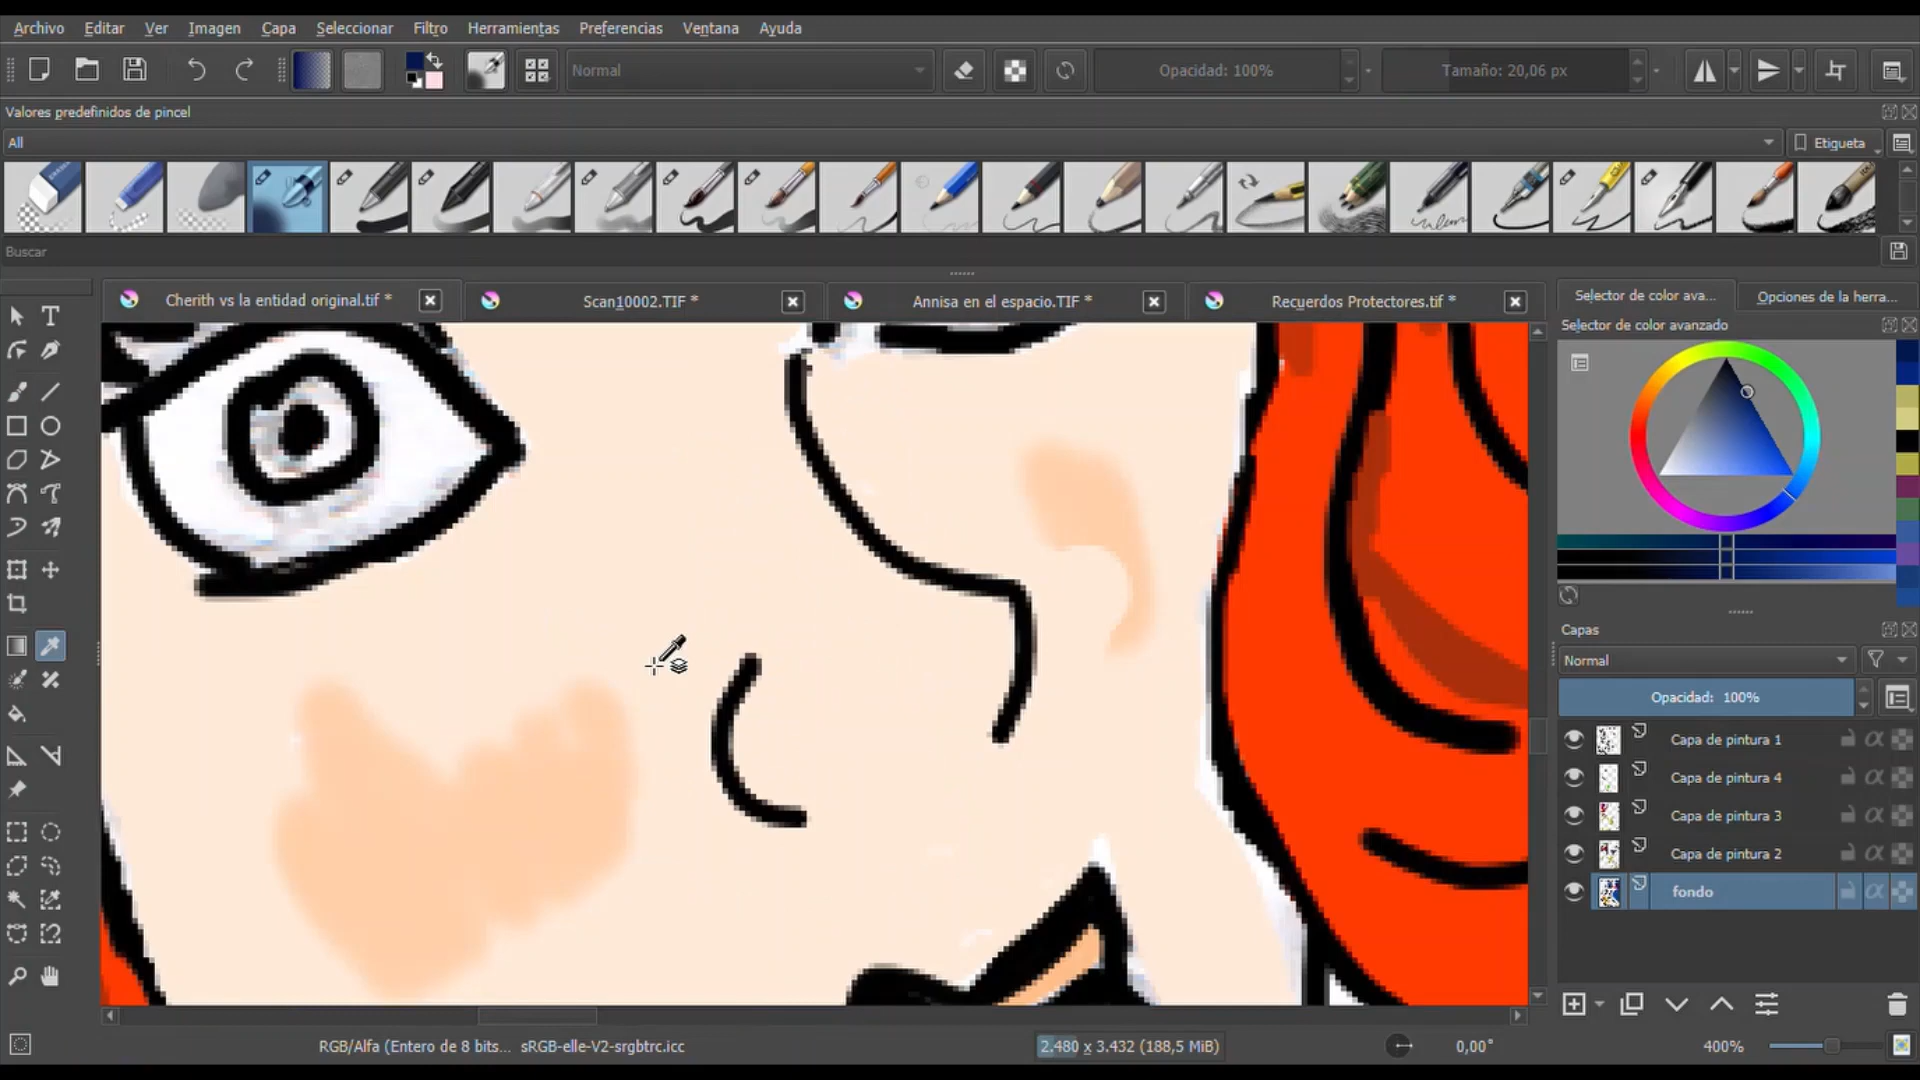 Archivo Editar Ver Imagen Capa Seleccionar Filtro Herramientas Preferencias Ventana Ayuda
Normal Opacidad: 100% Tamaño: 20,06 px
Valores predefinidos de pincel
All Etiqueta
Buscar
Cherith vs la entidad original.tif * Scan10002.TIF * Annisa en el espacio.TIF * Recuerdos Protectores.tif *
Selector de color ava... Opciones de la herra...
Selector de color avanzado
Capas
Normal
Opacidad: 100%
Capa de pintura 1
Capa de pintura 4
Capa de pintura 3
Capa de pintura 2
fondo
RGB/Alfa (Entero de 8 bits... sRGB-elle-V2-srgbtrc.icc 2.480 x 3.432 (188,5 MiB) 0,00° 400%